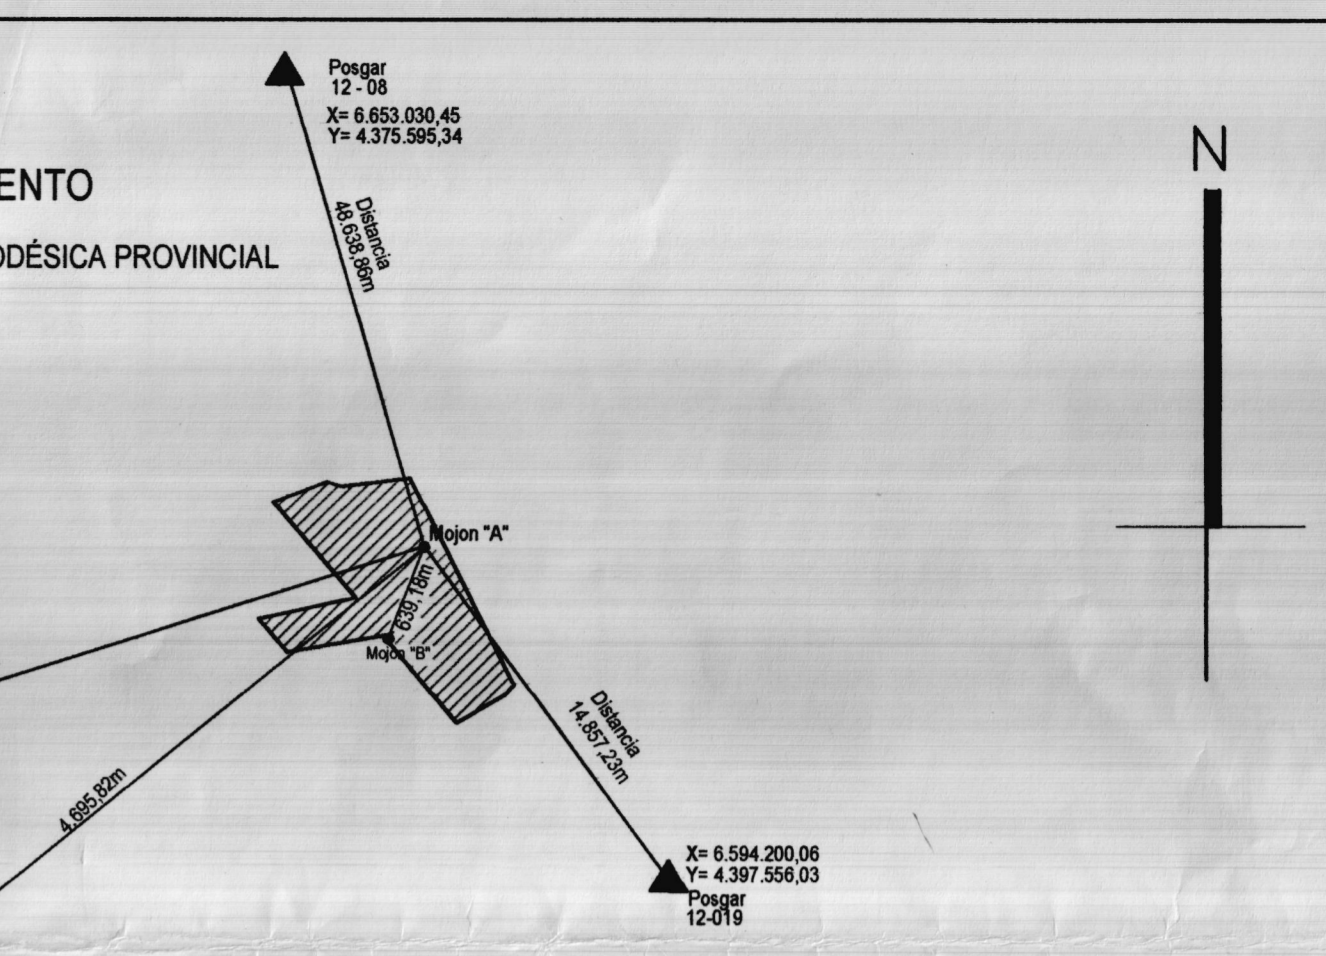 Posgar
12 - 08
X= 6.653.030,45
Y= 4.375.595,34
N
ENTO
Distancia
48.638,86m
ODÉSICA PROVINCIAL
Mojon "A"
639,18m
Mojon "B"
Distancia
14.857,23m
4.695,82m
X= 6.594.200,06
Y= 4.397.556,03
Posgar
12-019